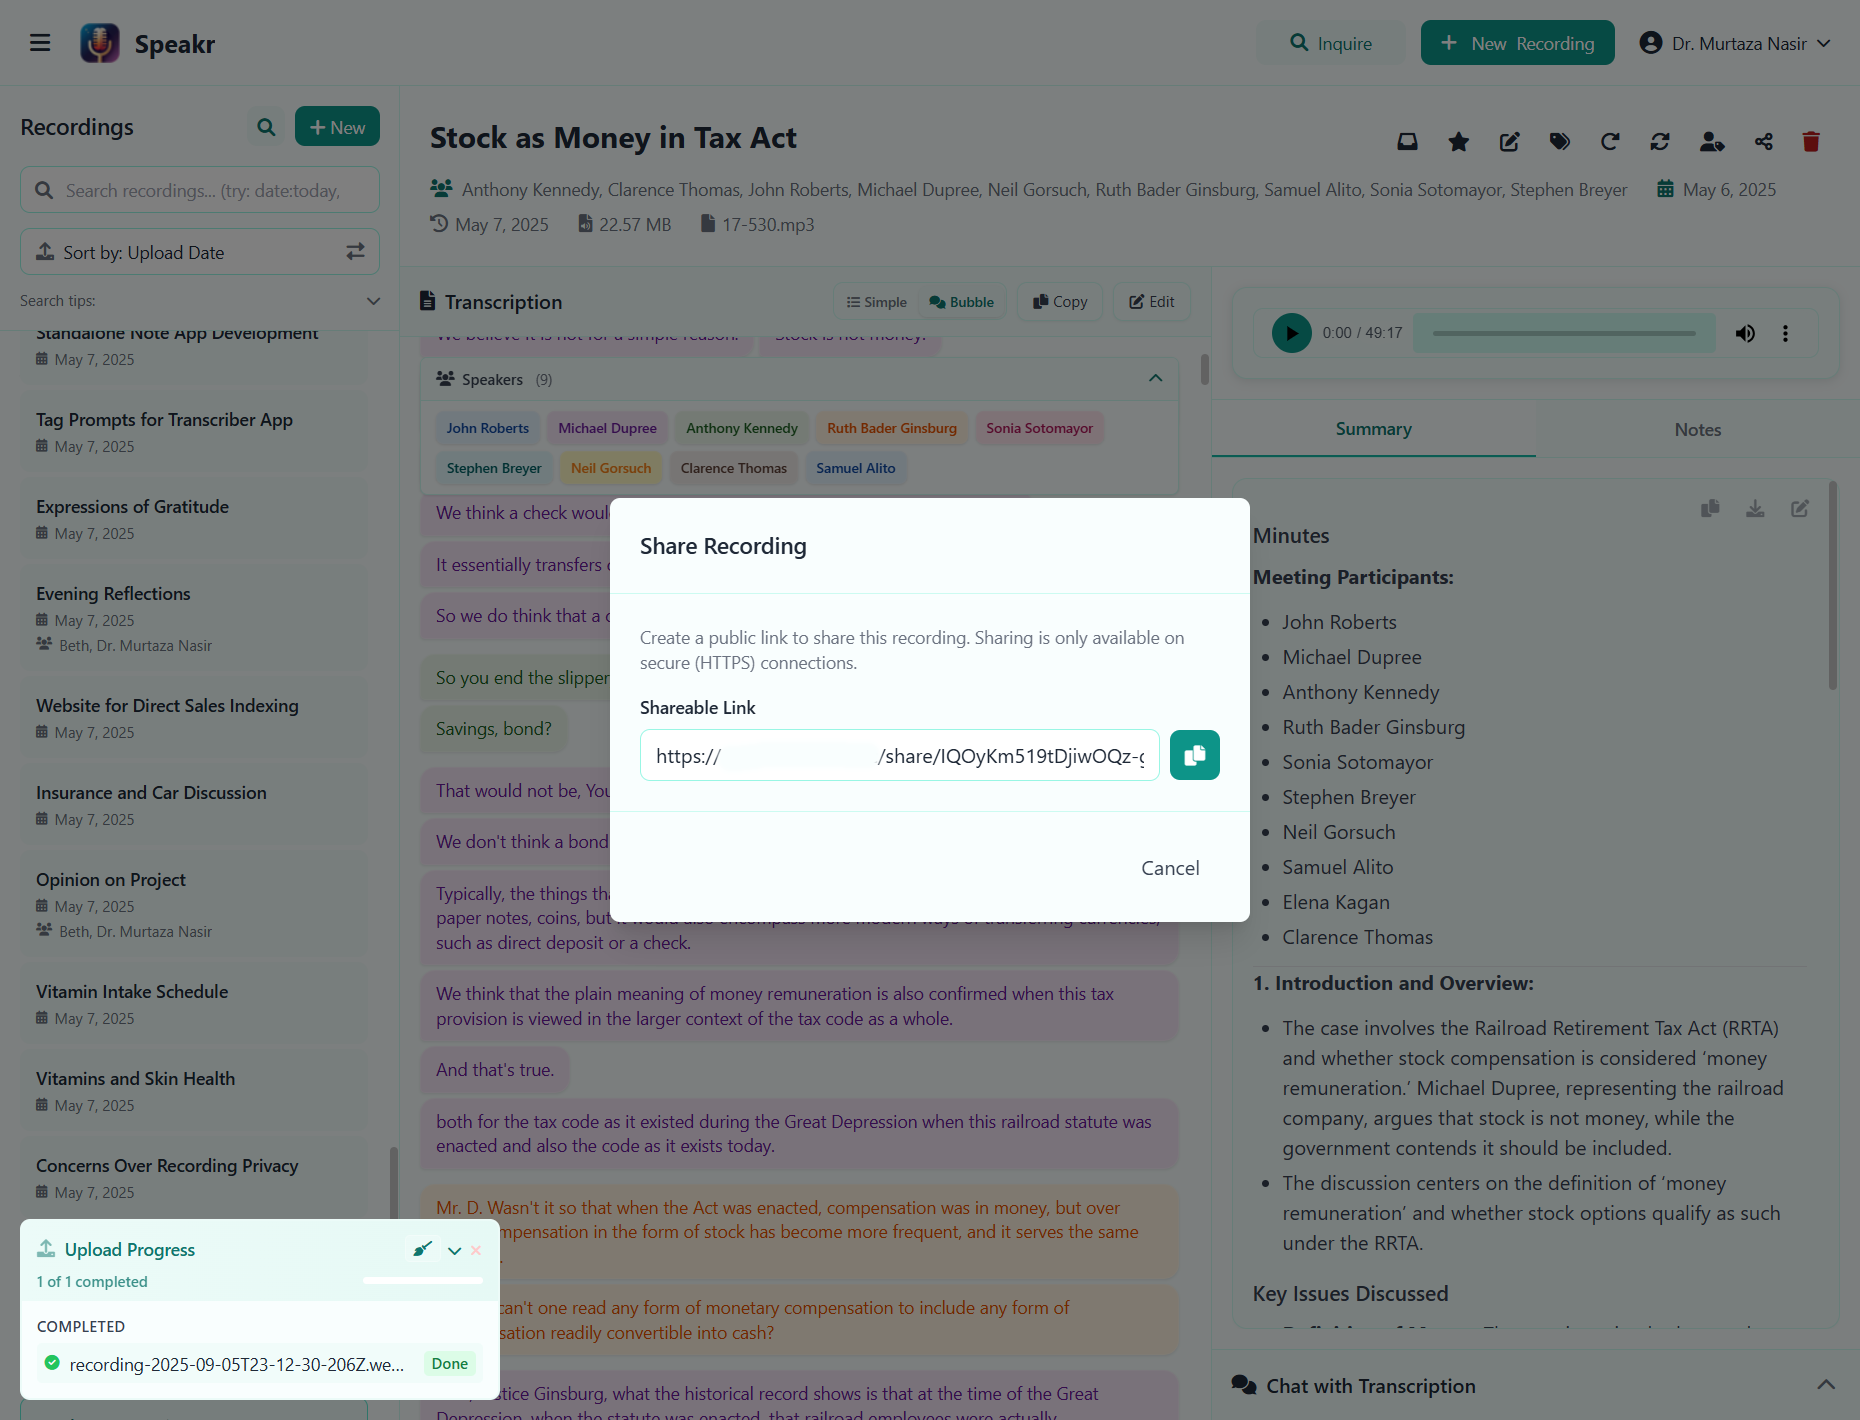 Speakr
Inquire
New Recording
Dr. Murtaza Nasir
Recordings
New
Search recordings... (try: date:today,
Sort by: Upload Date
Search tips:
Standalone Note App Development
May 7, 2025
Tag Prompts for Transcriber App
May 7, 2025
Expressions of Gratitude
May 7, 2025
Evening Reflections
May 7, 2025
Beth, Dr. Murtaza Nasir
Website for Direct Sales Indexing
May 7, 2025
Insurance and Car Discussion
May 7, 2025
Opinion on Project
May 7, 2025
Beth, Dr. Murtaza Nasir
Vitamin Intake Schedule
May 7, 2025
Vitamins and Skin Health
May 7, 2025
Concerns Over Recording Privacy
May 7, 2025
Upload Progress
1 of 1 completed
COMPLETED
recording-2025-09-05T23-12-30-206Z.we...
Done
Stock as Money in Tax Act
Anthony Kennedy, Clarence Thomas, John Roberts, Michael Dupree, Neil Gorsuch, Ruth Bader Ginsburg, Samuel Alito, Sonia Sotomayor, Stephen Breyer
May 6, 2025
May 7, 2025
22.57 MB
17-530.mp3
Transcription
Simple
Bubble
Copy
Edit
We believe it is not for a simple reason.
Stock is not money.
Speakers (9)
John Roberts
Michael Dupree
Anthony Kennedy
Ruth Bader Ginsburg
Sonia Sotomayor
Stephen Breyer
Neil Gorsuch
Clarence Thomas
Samuel Alito
We think a check woul
It essentially transfers
So we do think that a
So you end the slipper
Savings, bond?
That would not be, You
We don't think a bond
Typically, the things tha
paper notes, coins, but it would also encompass more modern ways of transferring currencies,
such as direct deposit or a check.
We think that the plain meaning of money remuneration is also confirmed when this tax
provision is viewed in the larger context of the tax code as a whole.
And that's true.
both for the tax code as it existed during the Great Depression when this railroad statute was
enacted and also the code as it exists today.
Mr. D. Wasn't it so that when the Act was enacted, compensation was in money, but over
mpensation in the form of stock has become more frequent, and it serves the same
can't one read any form of monetary compensation to include any form of
sation readily convertible into cash?
stice Ginsburg, what the historical record shows is that at the time of the Great
Depression, when the statute was enacted, that railroad employees were actually
Share Recording
Create a public link to share this recording. Sharing is only available on
secure (HTTPS) connections.
Shareable Link
https:// /share/IQOyKm519tDjiwOQz-g
Cancel
0:00 / 49:17
Summary
Notes
Minutes
Meeting Participants:
John Roberts
Michael Dupree
Anthony Kennedy
Ruth Bader Ginsburg
Sonia Sotomayor
Stephen Breyer
Neil Gorsuch
Samuel Alito
Elena Kagan
Clarence Thomas
1. Introduction and Overview:
The case involves the Railroad Retirement Tax Act (RRTA)
and whether stock compensation is considered ‘money
remuneration.’ Michael Dupree, representing the railroad
company, argues that stock is not money, while the
government contends it should be included.
The discussion centers on the definition of ‘money
remuneration’ and whether stock options qualify as such
under the RRTA.
Key Issues Discussed
Chat with Transcription